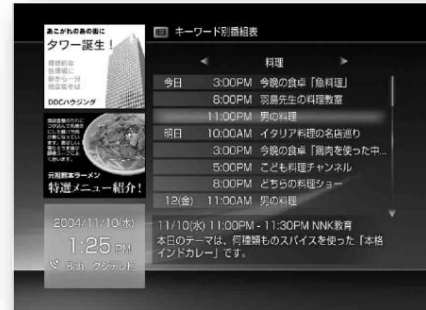 あこがれのあの街に
タワー誕生!
DDCハウジング
元祖熊本ラーメン
特選メニュー紹介!
2004/11/10(水)
1:25 PM
8ch フジテレビ
キーワード別番組表
料理
今日 3:00PM 今晩の食卓「魚料理」
8:00PM 羽島先生の料理教室
11:00PM 男の料理
明日 10:00AM イタリア料理の名店巡り
3:00PM 今晩の食卓「鶏肉を使った中...
5:00PM こども料理チャンネル
8:00PM どちらの料理ショー
12(金) 11:00AM 男の料理
11/10(水) 11:00PM - 11:30PM NNK教育
本日のテーマは、何種類ものスパイスを使った「本格
インドカレー」です。